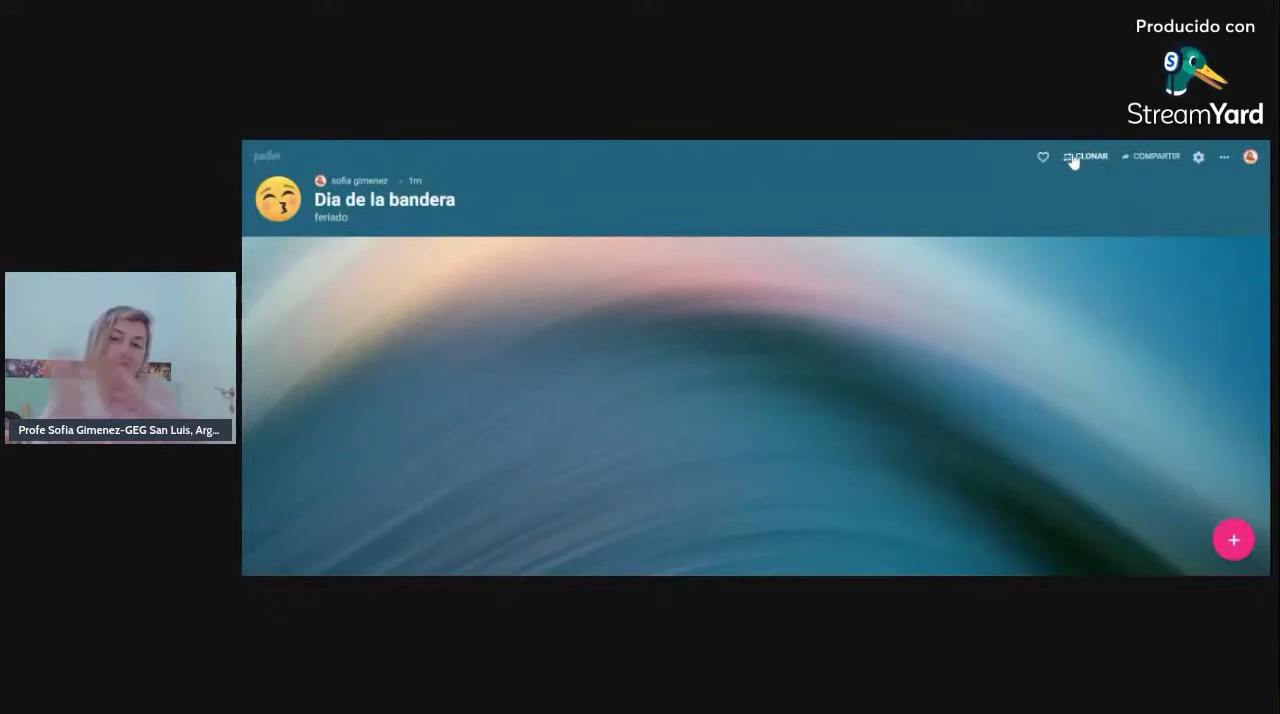 Producido con
StreamYard
padlet
CLONAR
COMPARTIR
sofia gimenez
1m
Dia de la bandera
feriado
Profe Sofia Gimenez-GEG San Luis, Arg...